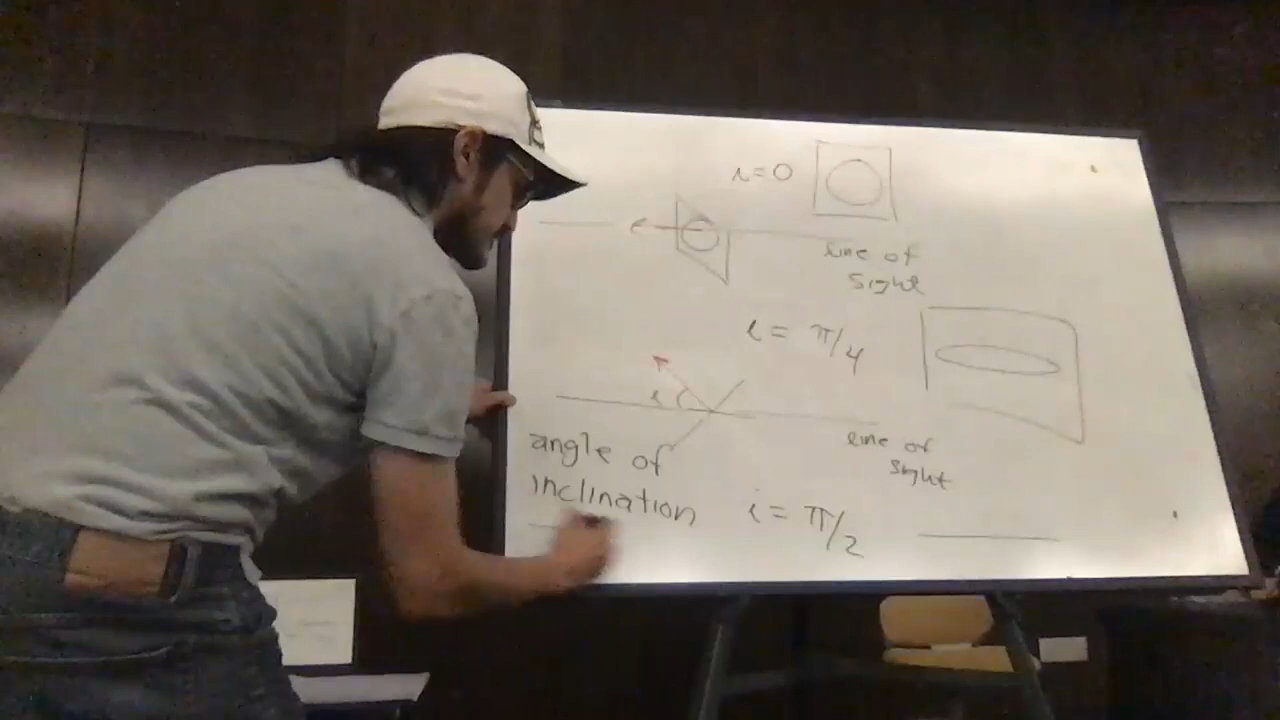 i=0
line of
sight
i = π/4
i
line of
sight
angle of
inclination
i = π/2